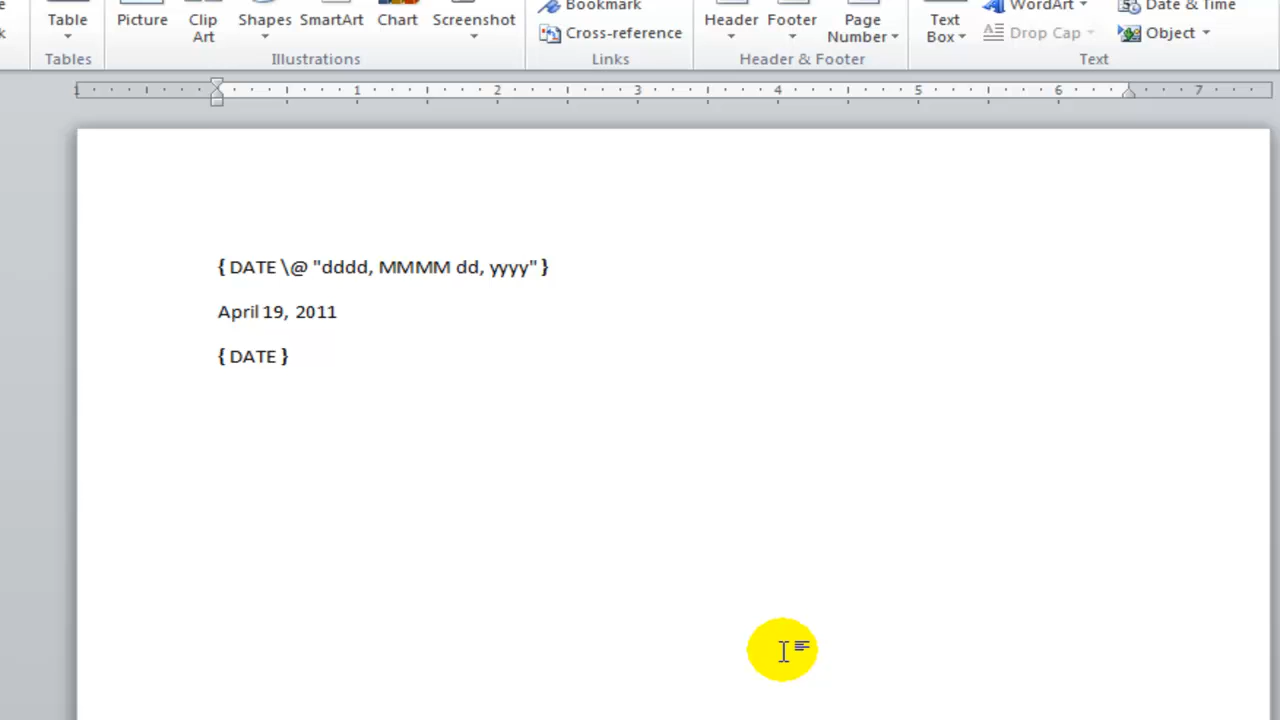 Bookmark
WordArt
Date & Time
Table
Picture
Clip Art
Shapes
SmartArt
Chart
Screenshot
Cross-reference
Header
Footer
Page Number
Text Box
Drop Cap
Object
Tables
Illustrations
Links
Header & Footer
Text
1 1 2 3 4 5 6 7
{ DATE \@ "dddd, MMMM dd, yyyy" }
April 19, 2011
{ DATE }